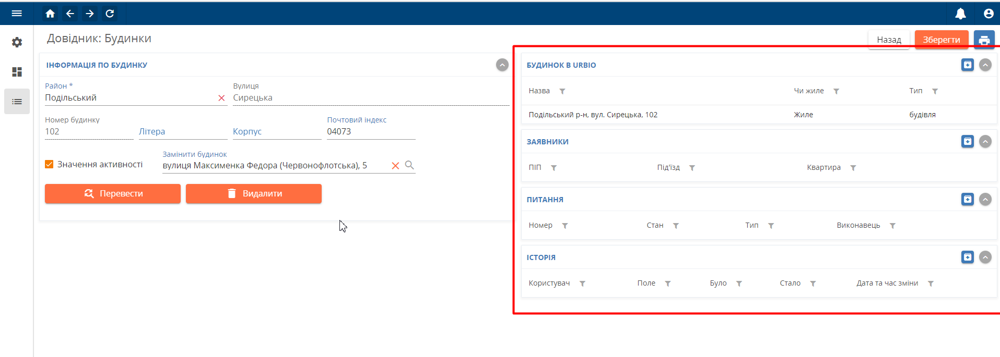 Довідник: Будинки
Назад
Зберегти
ІНФОРМАЦІЯ ПО БУДИНКУ
Район *
Вулиця
Подільський
Сирецька
Номер будинку
Почтовий індекс
102
Літера
Корпус
04073
Замінити будинок
Значення активності
вулиця Максименка Федора (Червонофлотська), 5
Перевести
Видалити
БУДИНОК В URBIO
Назва
Чи жиле
Тип
Подільський р-н, вул. Сирецька, 102
Жиле
будівля
ЗАЯВНИКИ
ПІП
Під'їзд
Квартира
ПИТАННЯ
Номер
Стан
Тип
Виконавець
ІСТОРІЯ
Користувач
Поле
Було
Стало
Дата та час зміни